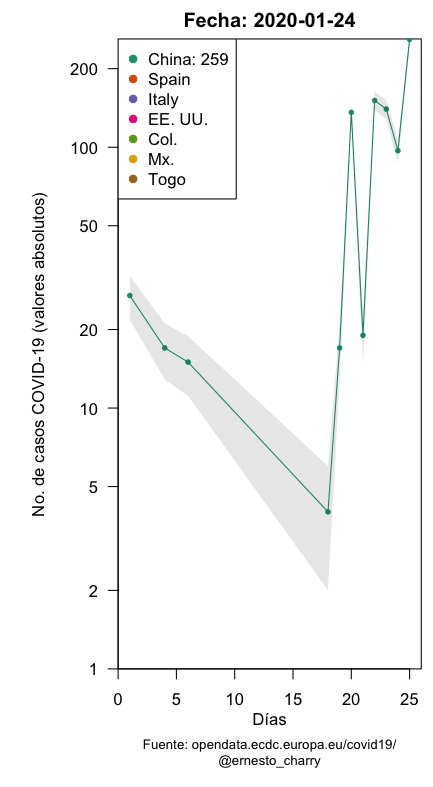 Fecha: 2020-01-24
China: 259
Spain
Italy
EE. UU.
Col.
Mx.
Togo
No. de casos COVID-19 (valores absolutos)
200
100
50
20
10
5
2
1
0 5 10 15 20 25
Días
Fuente: opendata.ecdc.europa.eu/covid19/
@ernesto_charry